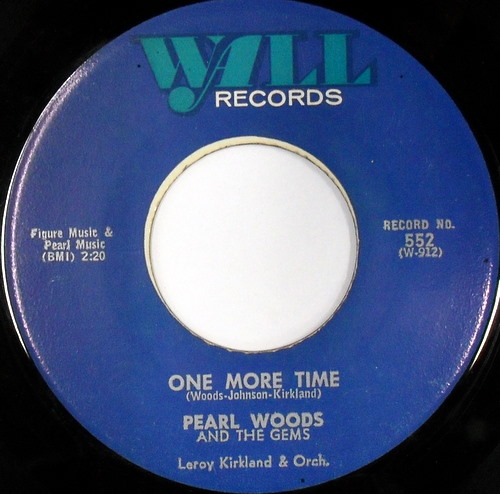 WALL
RECORDS
Figure Music &
Pearl Music
(BMI) 2:20
RECORD NO.
552
(W-912)
ONE MORE TIME
(Woods-Johnson-Kirkland)
PEARL WOODS
AND THE GEMS
Leroy Kirkland & Orch.